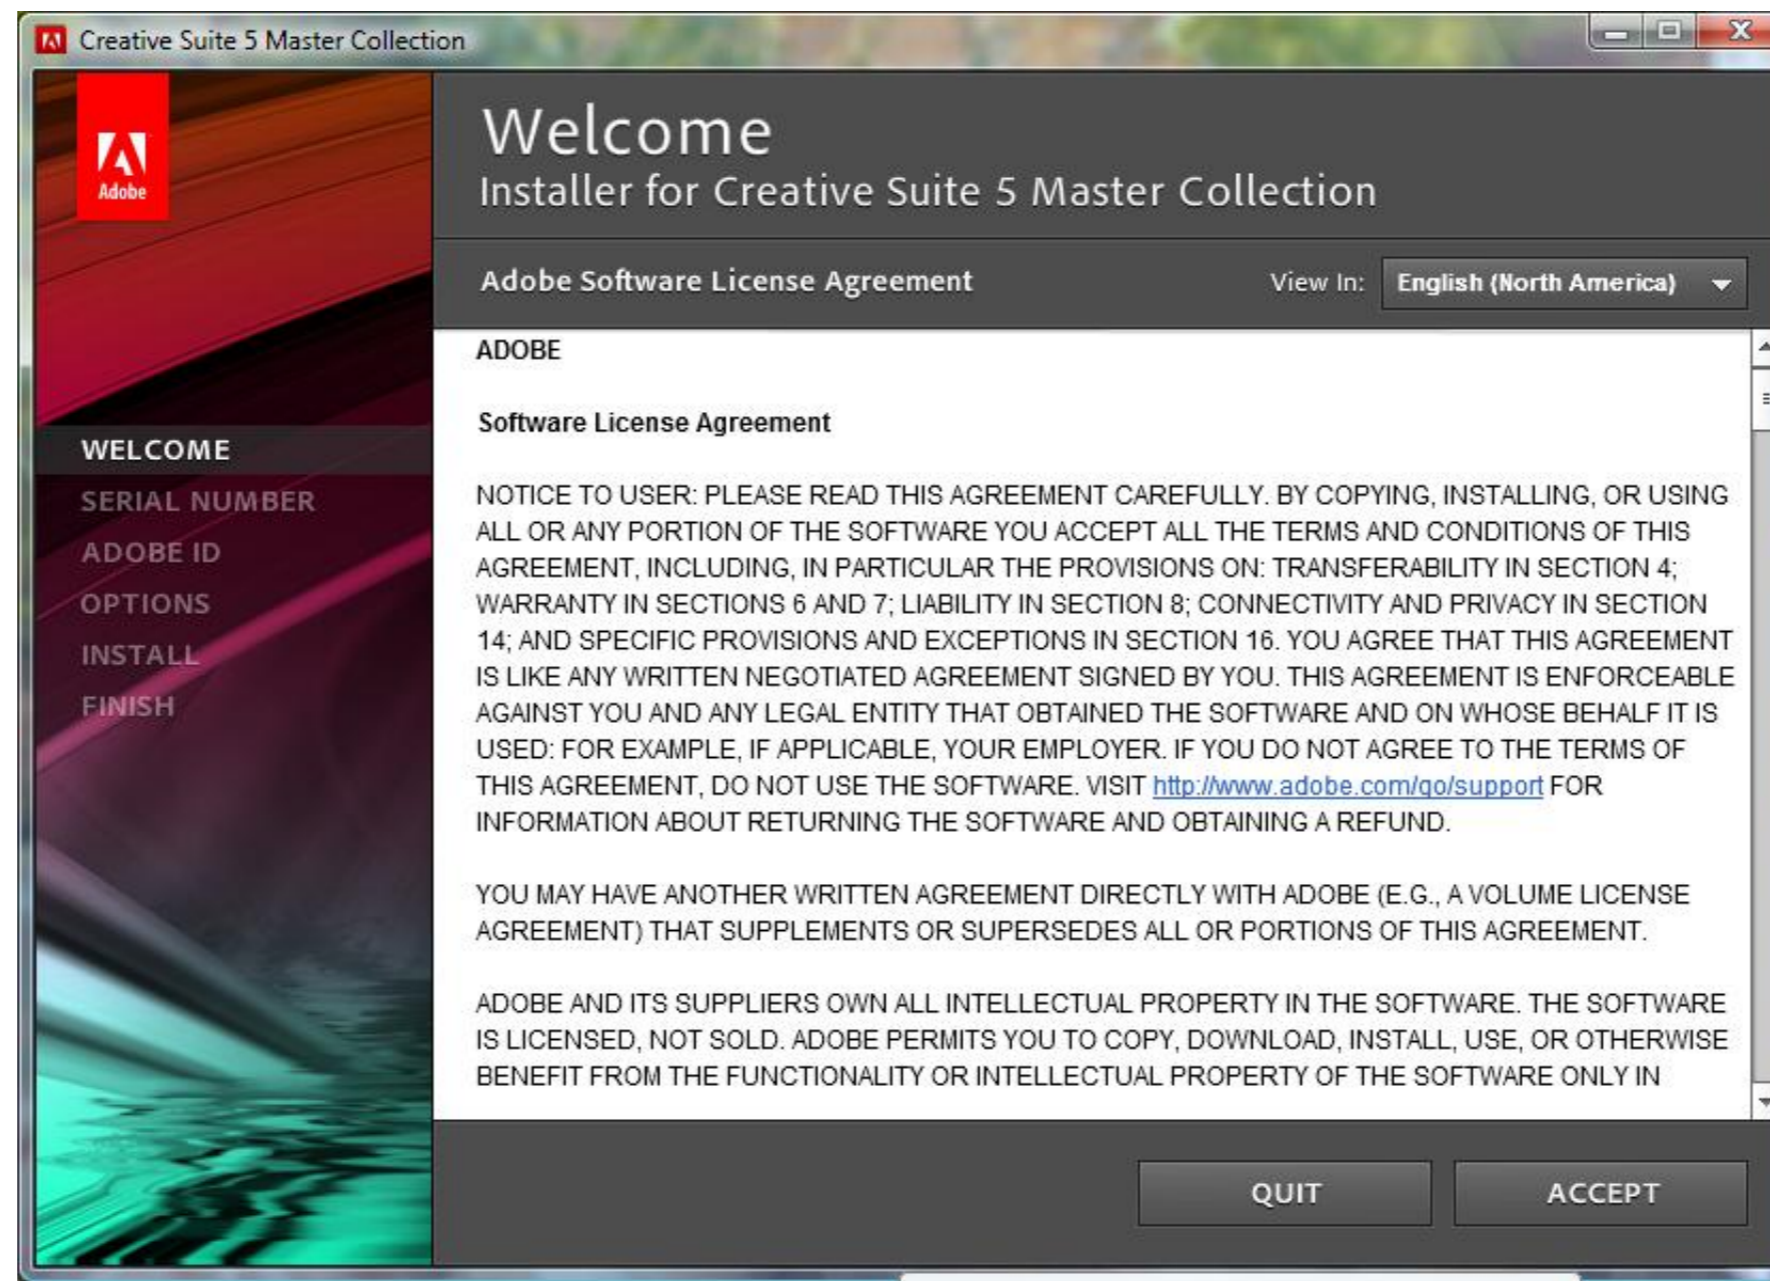 Creative Suite 5 Master Collection
Adobe
Welcome
Installer for Creative Suite 5 Master Collection
Adobe Software License Agreement
View In: English (North America)
WELCOME
SERIAL NUMBER
ADOBE ID
OPTIONS
INSTALL
FINISH
ADOBE
Software License Agreement
NOTICE TO USER: PLEASE READ THIS AGREEMENT CAREFULLY. BY COPYING, INSTALLING, OR USING
ALL OR ANY PORTION OF THE SOFTWARE YOU ACCEPT ALL THE TERMS AND CONDITIONS OF THIS
AGREEMENT, INCLUDING, IN PARTICULAR THE PROVISIONS ON: TRANSFERABILITY IN SECTION 4;
WARRANTY IN SECTIONS 6 AND 7; LIABILITY IN SECTION 8; CONNECTIVITY AND PRIVACY IN SECTION
14; AND SPECIFIC PROVISIONS AND EXCEPTIONS IN SECTION 16. YOU AGREE THAT THIS AGREEMENT
IS LIKE ANY WRITTEN NEGOTIATED AGREEMENT SIGNED BY YOU. THIS AGREEMENT IS ENFORCEABLE
AGAINST YOU AND ANY LEGAL ENTITY THAT OBTAINED THE SOFTWARE AND ON WHOSE BEHALF IT IS
USED: FOR EXAMPLE, IF APPLICABLE, YOUR EMPLOYER. IF YOU DO NOT AGREE TO THE TERMS OF
THIS AGREEMENT, DO NOT USE THE SOFTWARE. VISIT http://www.adobe.com/go/support FOR
INFORMATION ABOUT RETURNING THE SOFTWARE AND OBTAINING A REFUND.
YOU MAY HAVE ANOTHER WRITTEN AGREEMENT DIRECTLY WITH ADOBE (E.G., A VOLUME LICENSE
AGREEMENT) THAT SUPPLEMENTS OR SUPERSEDES ALL OR PORTIONS OF THIS AGREEMENT.
ADOBE AND ITS SUPPLIERS OWN ALL INTELLECTUAL PROPERTY IN THE SOFTWARE. THE SOFTWARE
IS LICENSED, NOT SOLD. ADOBE PERMITS YOU TO COPY, DOWNLOAD, INSTALL, USE, OR OTHERWISE
BENEFIT FROM THE FUNCTIONALITY OR INTELLECTUAL PROPERTY OF THE SOFTWARE ONLY IN
QUIT
ACCEPT